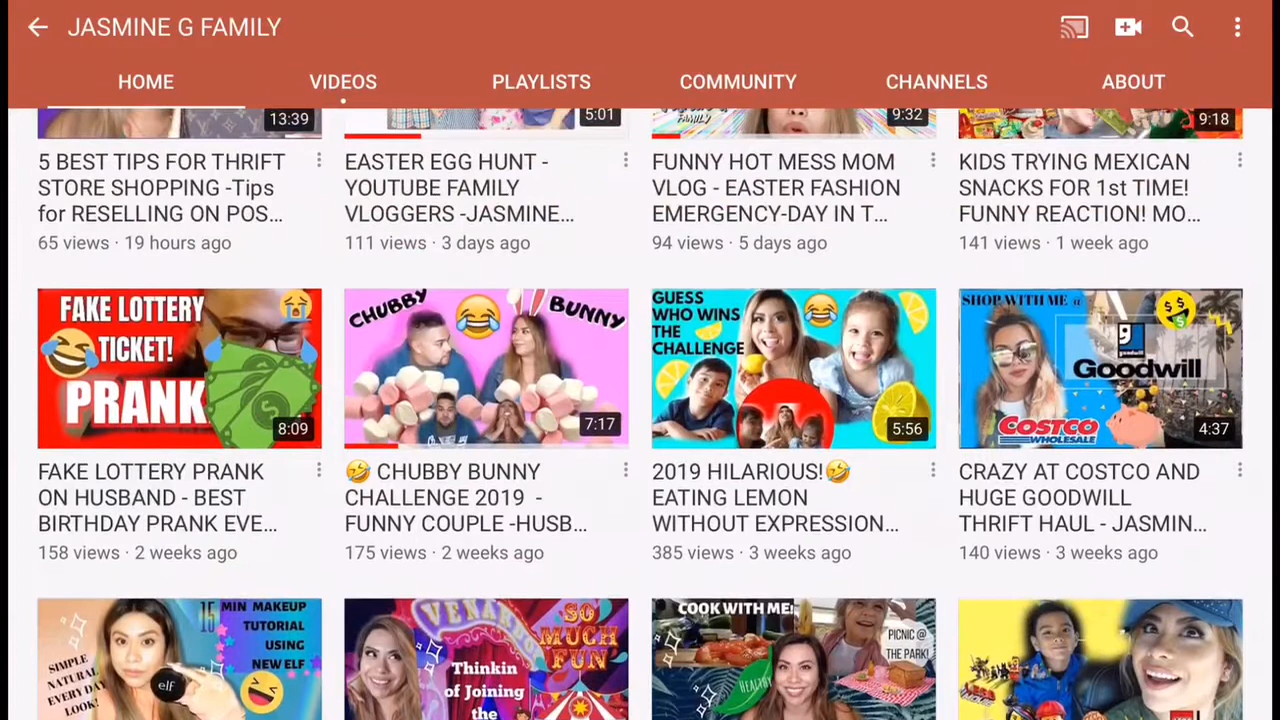 JASMINE G FAMILY
HOME
VIDEOS
PLAYLISTS
COMMUNITY
CHANNELS
ABOUT
13:39
5:01
FAMILY
9:32
9:18
5 BEST TIPS FOR THRIFT
STORE SHOPPING -Tips
for RESELLING ON POS...
65 views · 19 hours ago
EASTER EGG HUNT -
YOUTUBE FAMILY
VLOGGERS -JASMINE...
111 views · 3 days ago
FUNNY HOT MESS MOM
VLOG - EASTER FASHION
EMERGENCY-DAY IN T...
94 views · 5 days ago
KIDS TRYING MEXICAN
SNACKS FOR 1st TIME!
FUNNY REACTION! MO...
141 views · 1 week ago
FAKE LOTTERY
TICKET!
PRANK
8:09
CHUBBY BUNNY
7:17
GUESS
WHO WINS
THE
CHALLENGE
5:56
SHOP WITH ME @
g
goodwill
Goodwill
COSTCO
WHOLESALE
4:37
FAKE LOTTERY PRANK
ON HUSBAND - BEST
BIRTHDAY PRANK EVE...
158 views · 2 weeks ago
🤣 CHUBBY BUNNY
CHALLENGE 2019 -
FUNNY COUPLE -HUSB...
175 views · 2 weeks ago
2019 HILARIOUS!🤣
EATING LEMON
WITHOUT EXPRESSION...
385 views · 3 weeks ago
CRAZY AT COSTCO AND
HUGE GOODWILL
THRIFT HAUL - JASMIN...
140 views · 3 weeks ago
15 MIN MAKEUP
TUTORIAL
USING
NEW ELF
SIMPLE
NATURAL
EVERY DAY
LOOK!
elf
SO
MUCH
FUN
Thinkin
of Joining
the
COOK WITH ME!
PICNIC @
THE PARK!
HEALTHY